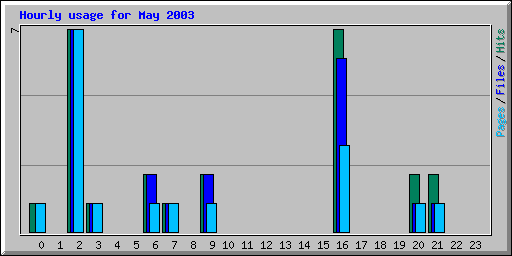 Hourly usage for May 2003
7
Pages/Files/Hits
0 1 2 3 4 5 6 7 8 9 10 11 12 13 14 15 16 17 18 19 20 21 22 23